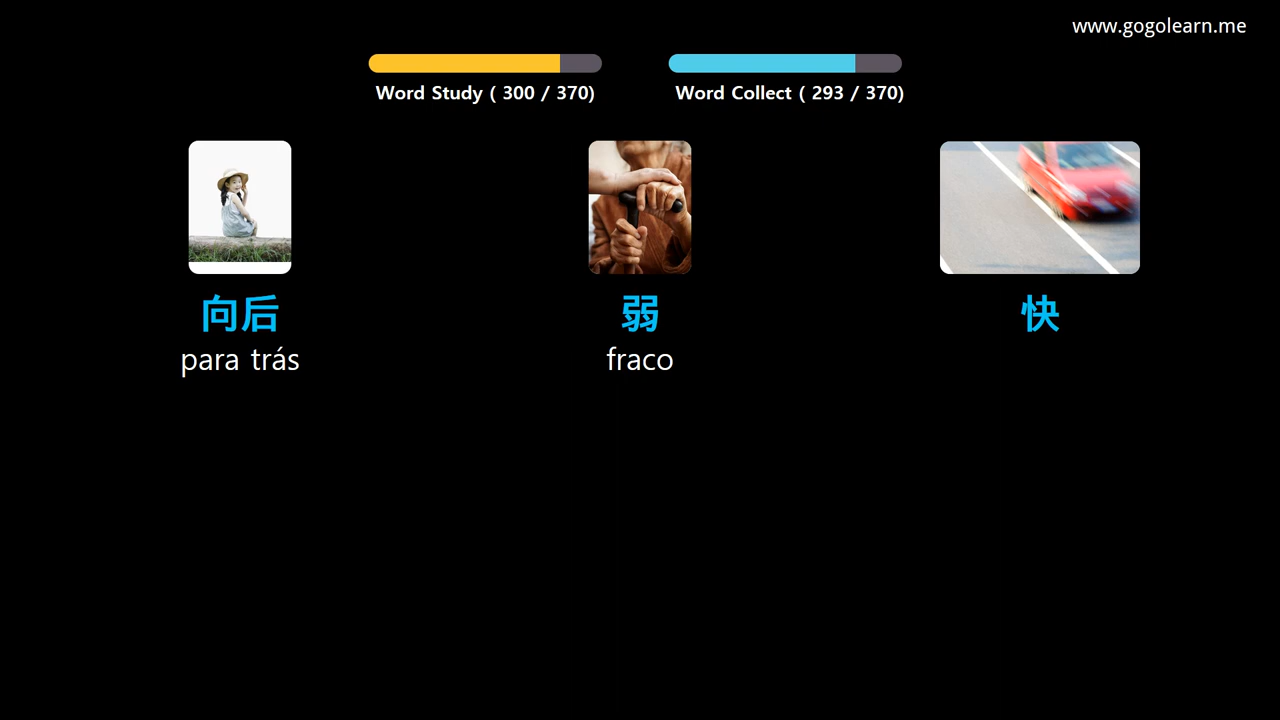 www.gogolearn.me
Word Study ( 300 / 370)
Word Collect ( 293 / 370)
向后
para trás
弱
fraco
快